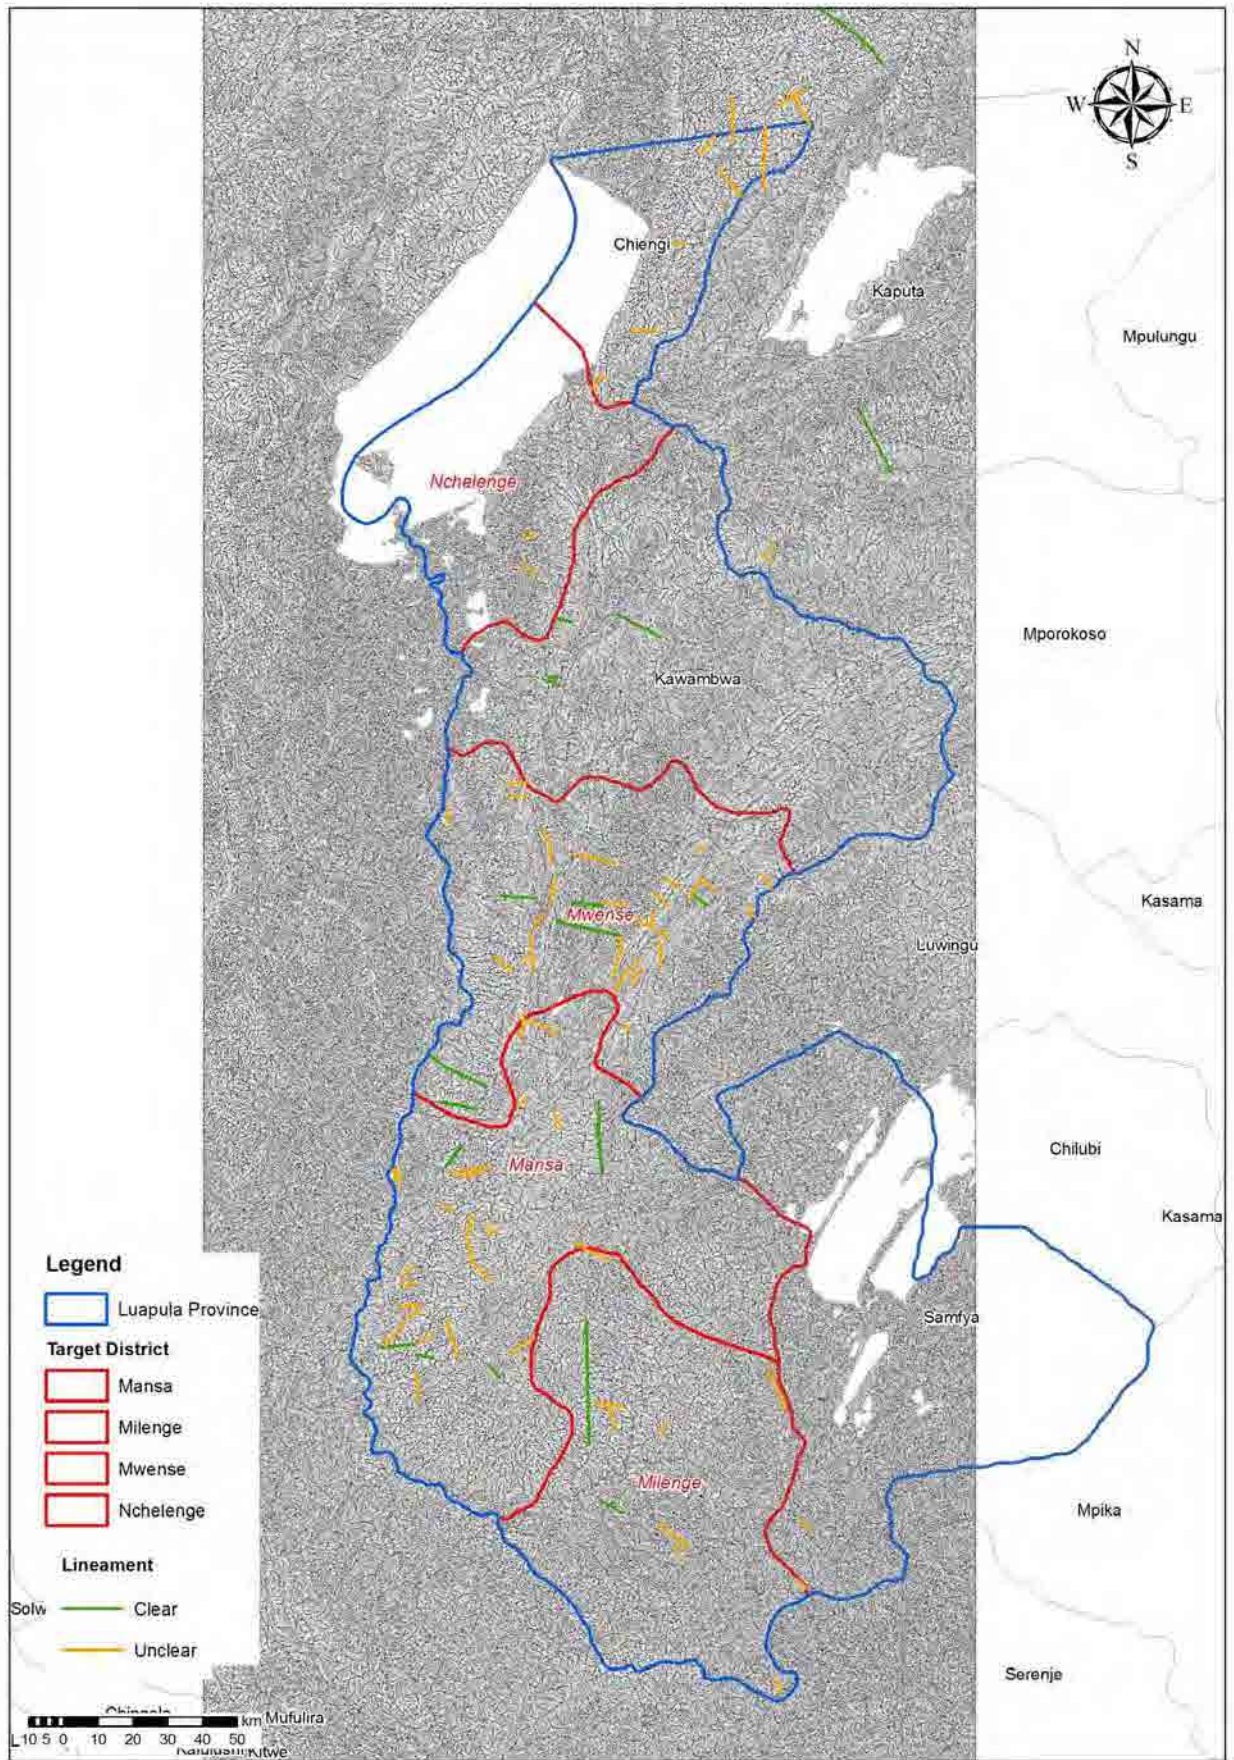 N
W E
S
Chiengi
Kaputa
Mpulungu
Nchelenge
Mporokoso
Kawambwa
Kasama
Mwense
Luwingu
Chilubi
Mansa
Kasama
Samfya
Milenge
Mpika
Serenje
Legend
Luapula Province
Target District
Mansa
Milenge
Mwense
Nchelenge
Lineament
Solw
Clear
Unclear
km
Mufulira
10 5 0 10 20 30 40 50
Kitwe